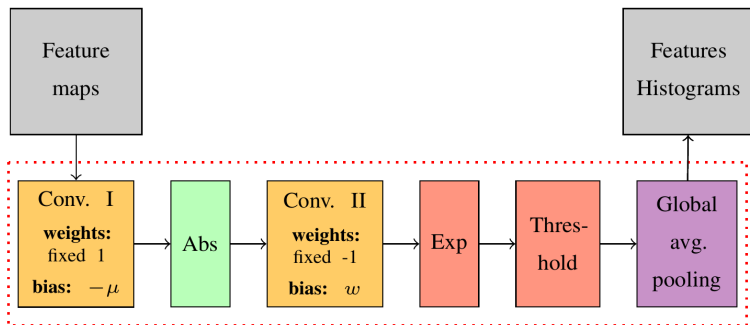 Feature
maps
Features
Histograms
Conv. I
weights:
fixed 1
bias: −μ
Abs
Conv. II
weights:
fixed -1
bias: w
Exp
Thres-
hold
Global
avg.
pooling